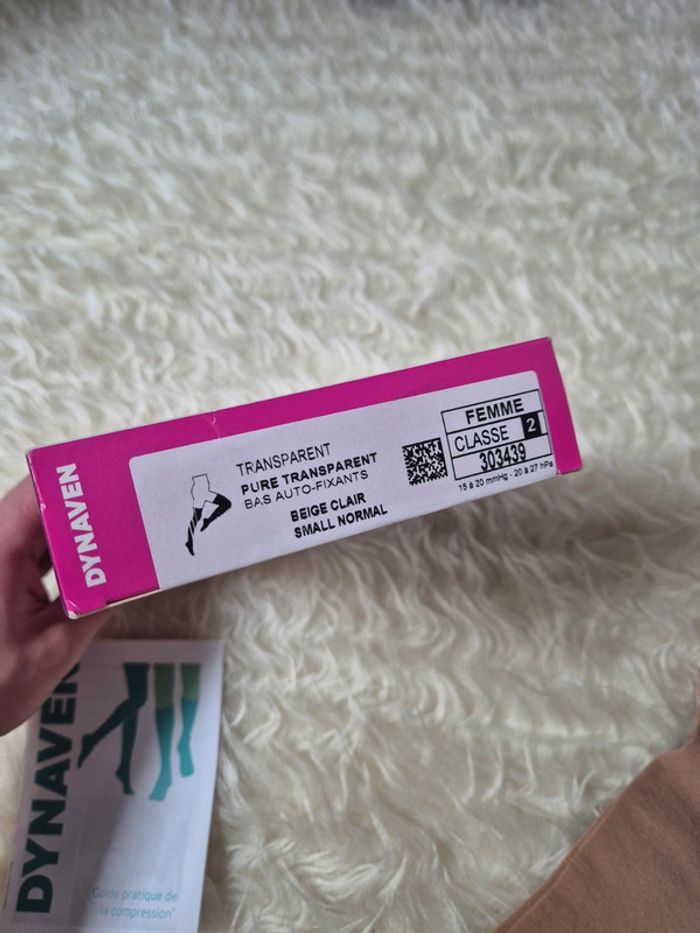 DYNAVEN
TRANSPARENT
PURE TRANSPARENT
BAS AUTO-FIXANTS
BEIGE CLAIR
SMALL NORMAL
FEMME
CLASSE 2
303439
15 à 20 mmHg - 20 à 27 hPa
DYNAVEN
Guide pratique de
la compression*